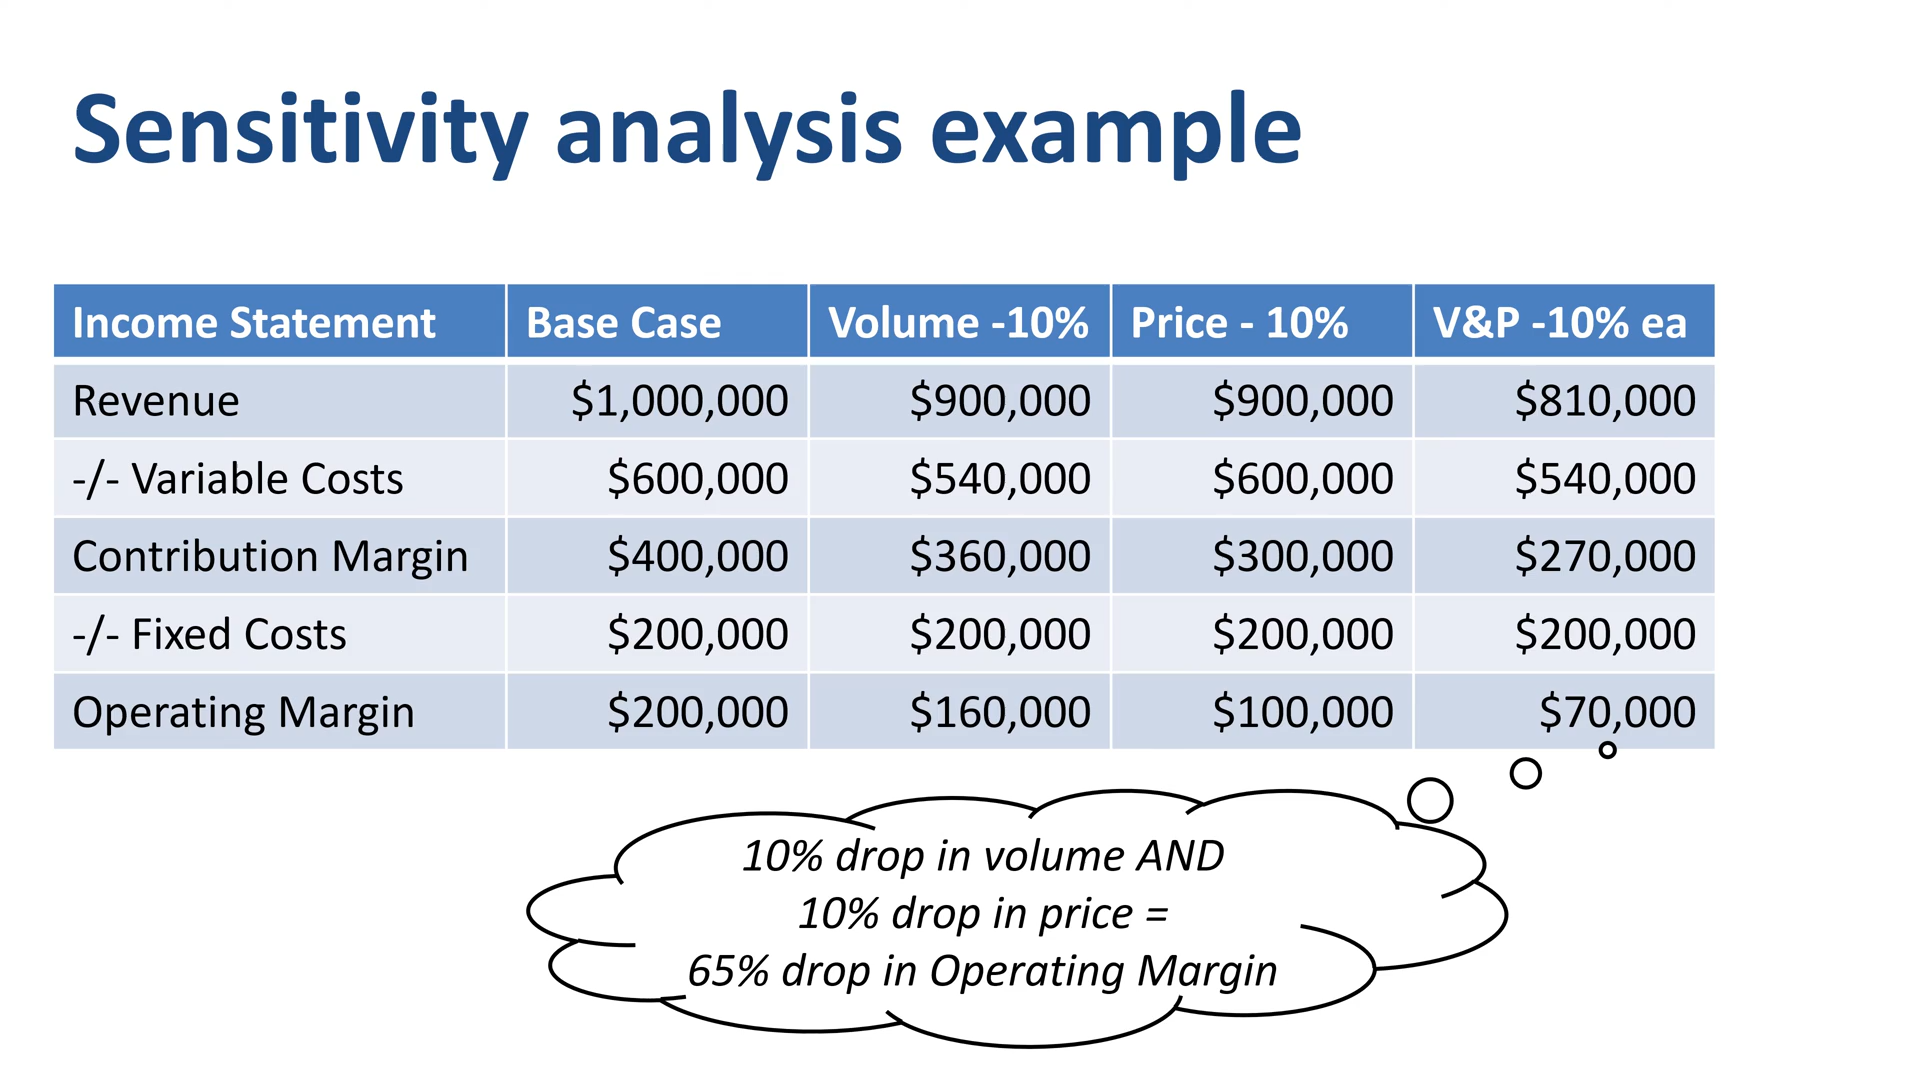 Sensitivity analysis example
Income Statement Base Case Volume -10% Price - 10% V&P -10% ea
Revenue $1,000,000 $900,000 $900,000 $810,000
-/- Variable Costs $600,000 $540,000 $600,000 $540,000
Contribution Margin $400,000 $360,000 $300,000 $270,000
-/- Fixed Costs $200,000 $200,000 $200,000 $200,000
Operating Margin $200,000 $160,000 $100,000 $70,000
10% drop in volume AND
10% drop in price =
65% drop in Operating Margin